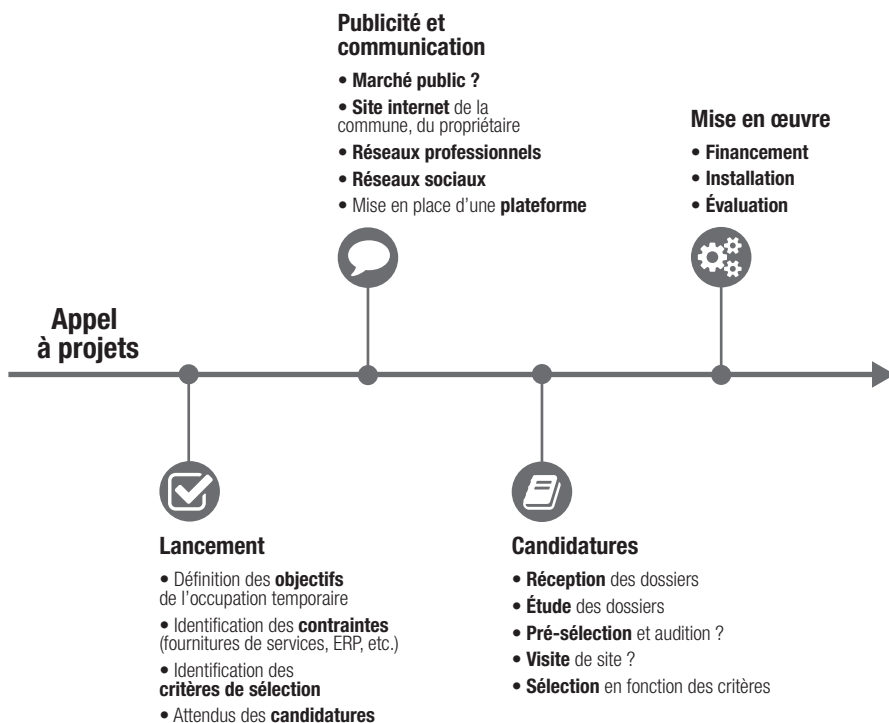 Appel
à projets
Lancement
• Définition des objectifs
de l'occupation temporaire
• Identification des contraintes
(fournitures de services, ERP, etc.)
• Identification des
critères de sélection
• Attendus des candidatures
Publicité et
communication
• Marché public ?
• Site internet de la
commune, du propriétaire
• Réseaux professionnels
• Réseaux sociaux
• Mise en place d'une plateforme
Candidatures
• Réception des dossiers
• Étude des dossiers
• Pré-sélection et audition ?
• Visite de site ?
• Sélection en fonction des critères
Mise en œuvre
• Financement
• Installation
• Évaluation